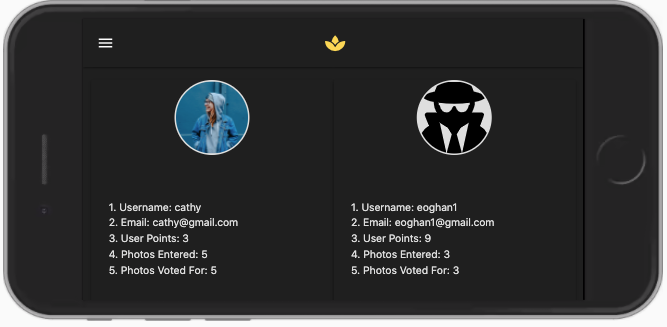 1. Username: cathy
2. Email: cathy@gmail.com
3. User Points: 3
4. Photos Entered: 5
5. Photos Voted For: 5
1. Username: eoghan1
2. Email: eoghan1@gmail.com
3. User Points: 9
4. Photos Entered: 3
5. Photos Voted For: 3